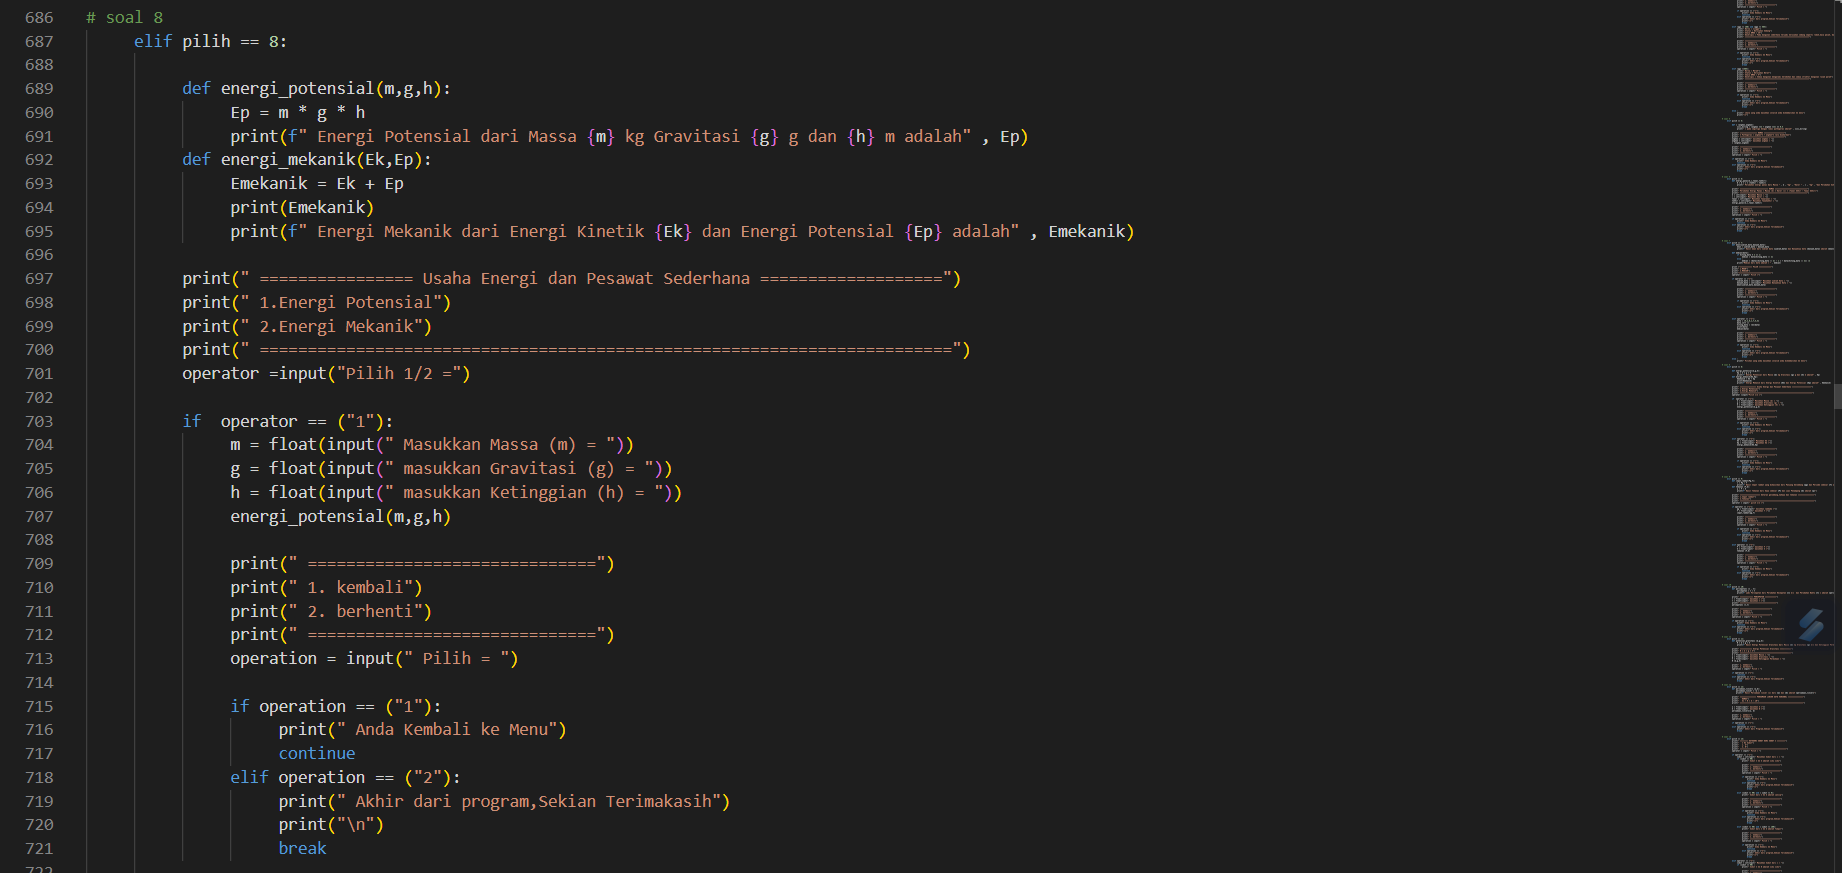 686 # soal 8
687 elif pilih == 8:
688
689 def energi_potensial(m,g,h):
690 Ep = m * g * h
691 print(f" Energi Potensial dari Massa {m} kg Gravitasi {g} g dan {h} m adalah" , Ep)
692 def energi_mekanik(Ek,Ep):
693 Emekanik = Ek + Ep
694 print(Emekanik)
695 print(f" Energi Mekanik dari Energi Kinetik {Ek} dan Energi Potensial {Ep} adalah" , Emekanik)
696
697 print(" ================ Usaha Energi dan Pesawat Sederhana ===================")
698 print(" 1.Energi Potensial")
699 print(" 2.Energi Mekanik")
700 print(" ========================================================================")
701 operator =input("Pilih 1/2 =")
702
703 if  operator == ("1"):
704 m = float(input(" Masukkan Massa (m) = "))
705 g = float(input(" masukkan Gravitasi (g) = "))
706 h = float(input(" masukkan Ketinggian (h) = "))
707 energi_potensial(m,g,h)
708
709 print(" ==============================")
710 print(" 1. kembali")
711 print(" 2. berhenti")
712 print(" ==============================")
713 operation = input(" Pilih = ")
714
715 if operation == ("1"):
716 print(" Anda Kembali ke Menu")
717 continue
718 elif operation == ("2"):
719 print(" Akhir dari program,Sekian Terimakasih")
720 print("\n")
721 break
722